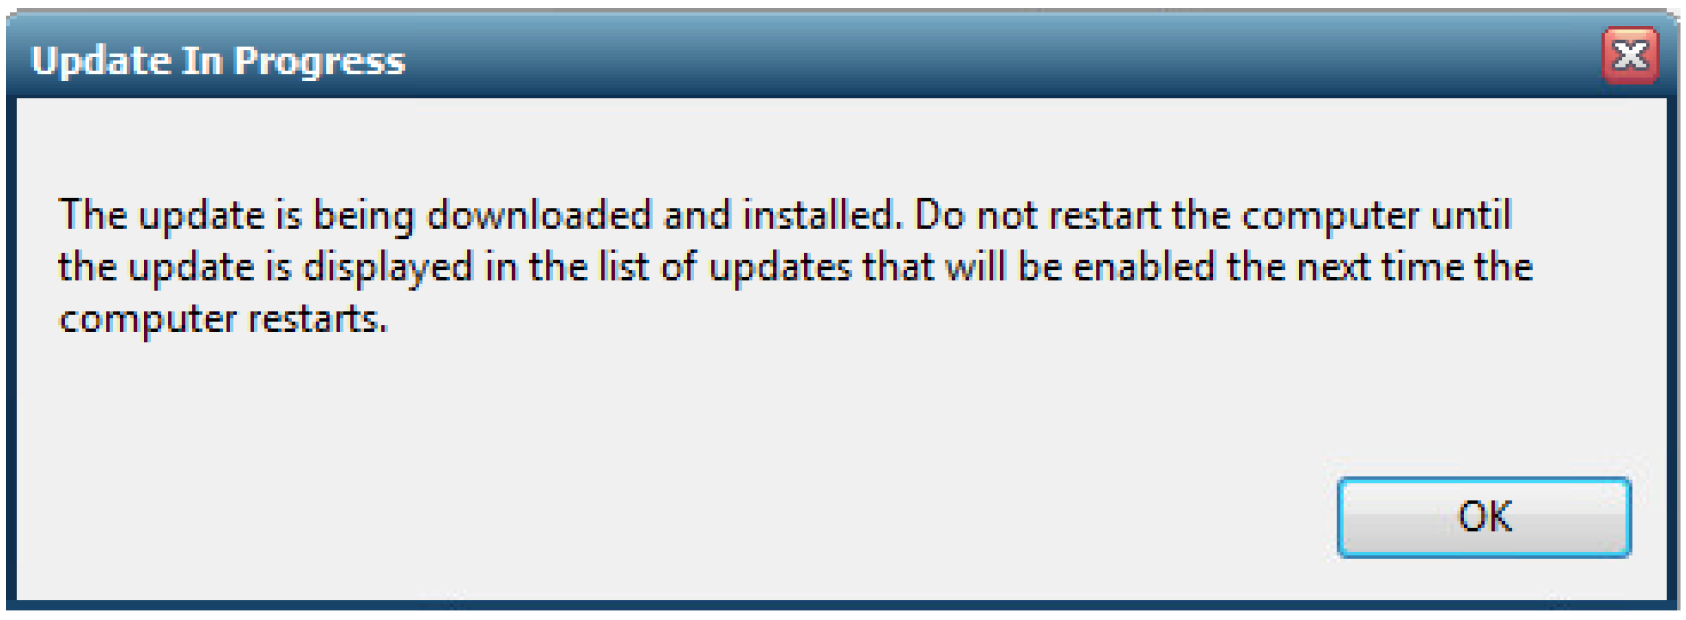 Update In Progress
The update is being downloaded and installed. Do not restart the computer until
the update is displayed in the list of updates that will be enabled the next time the
computer restarts.
OK